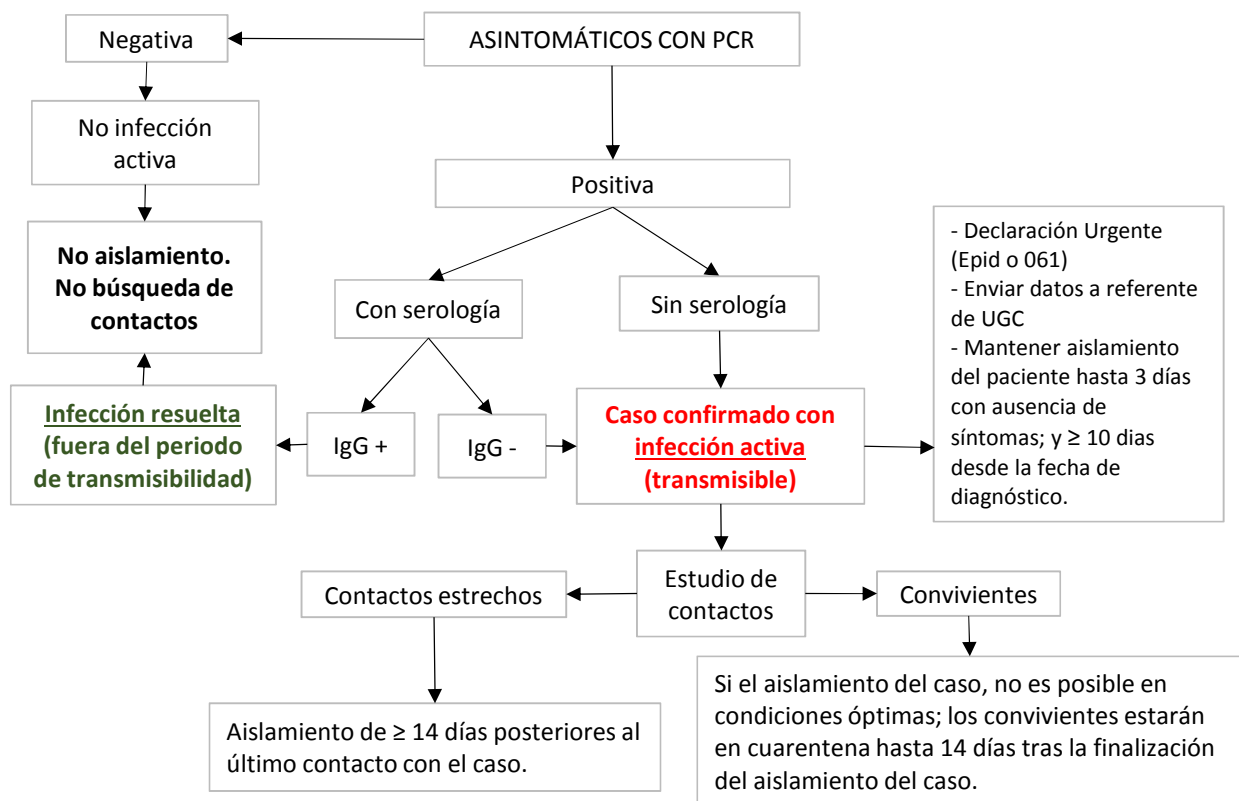 ASINTOMÁTICOS CON PCR
Negativa
No infección
activa
No aislamiento.
No búsqueda de
contactos
Positiva
Con serología
Sin serología
IgG +
IgG -
Infección resuelta
(fuera del periodo
de transmisibilidad)
Caso confirmado con
infección activa
(transmisible)
- Declaración Urgente
(Epid o 061)
- Enviar datos a referente
de UGC
- Mantener aislamiento
del paciente hasta 3 días
con ausencia de
síntomas; y ≥ 10 dias
desde la fecha de
diagnóstico.
Estudio de
contactos
Contactos estrechos
Convivientes
Aislamiento de ≥ 14 días posteriores al
último contacto con el caso.
Si el aislamiento del caso, no es posible en
condiciones óptimas; los convivientes estarán
en cuarentena hasta 14 días tras la finalización
del aislamiento del caso.